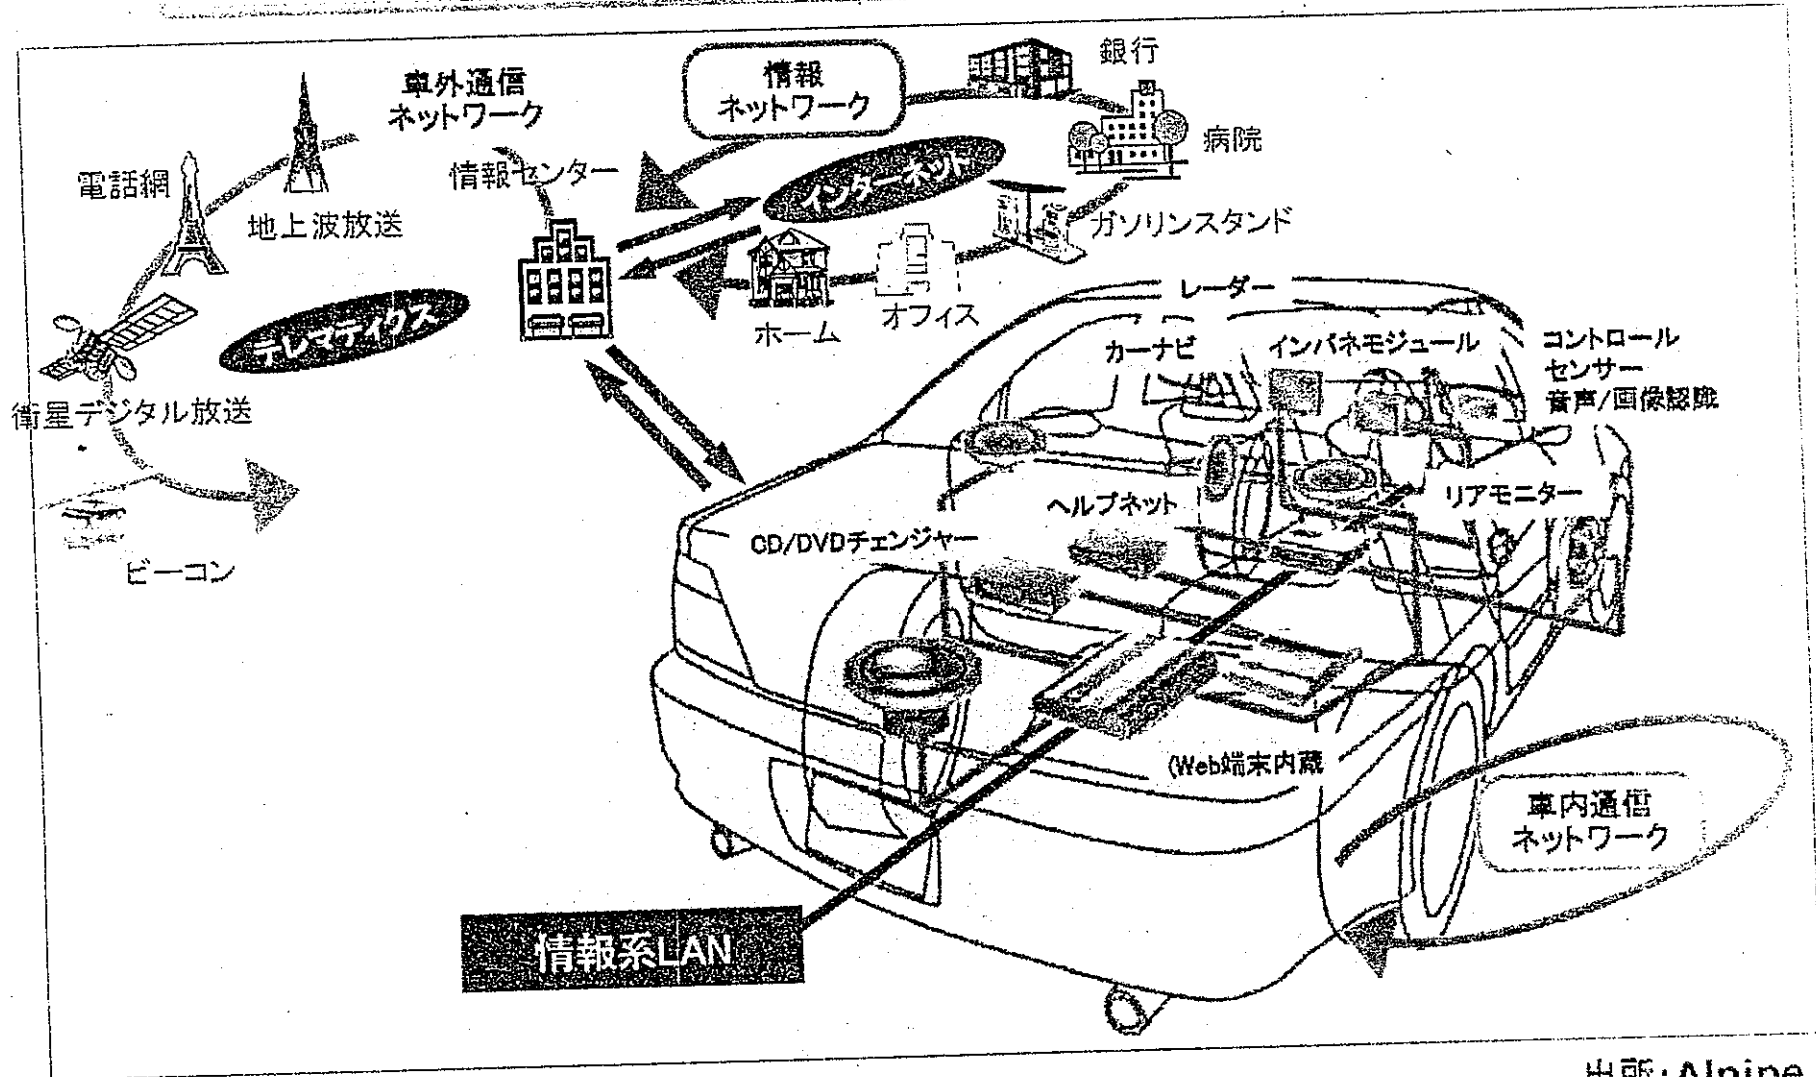 車外通信
ネットワーク
情報
ネットワーク
銀行
病院
電話網
地上波放送
情報センター
インターネット
ガソリンスタンド
テレマティクス
ホーム
オフィス
衛星デジタル放送
ビーコン
レーダー
カーナビ
インパネモジュール
コントロール
センサー
音声/画像認識
ヘルプネット
リアモニター
CD/DVDチェンジャー
(Web端末内蔵
車内通信
ネットワーク
情報系LAN
出所:Alpine